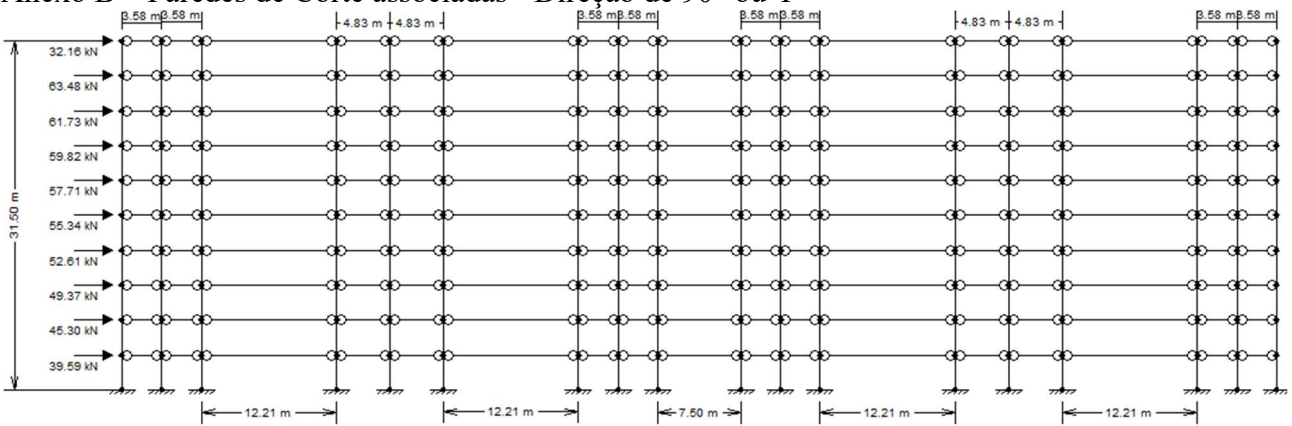 Anexo B – Paredes de Corte associadas - Direção de 90º ou Y
3.58 m 3.58 m
4.83 m 4.83 m
3.58 m 3.58 m
3.58 m 3.58 m
4.83 m 4.83 m
3.58 m 3.58 m
32.16 kN
63.48 kN
61.73 kN
59.82 kN
57.71 kN
55.34 kN
52.61 kN
49.37 kN
45.30 kN
39.59 kN
31.50 m
12.21 m
12.21 m
7.50 m
12.21 m
12.21 m